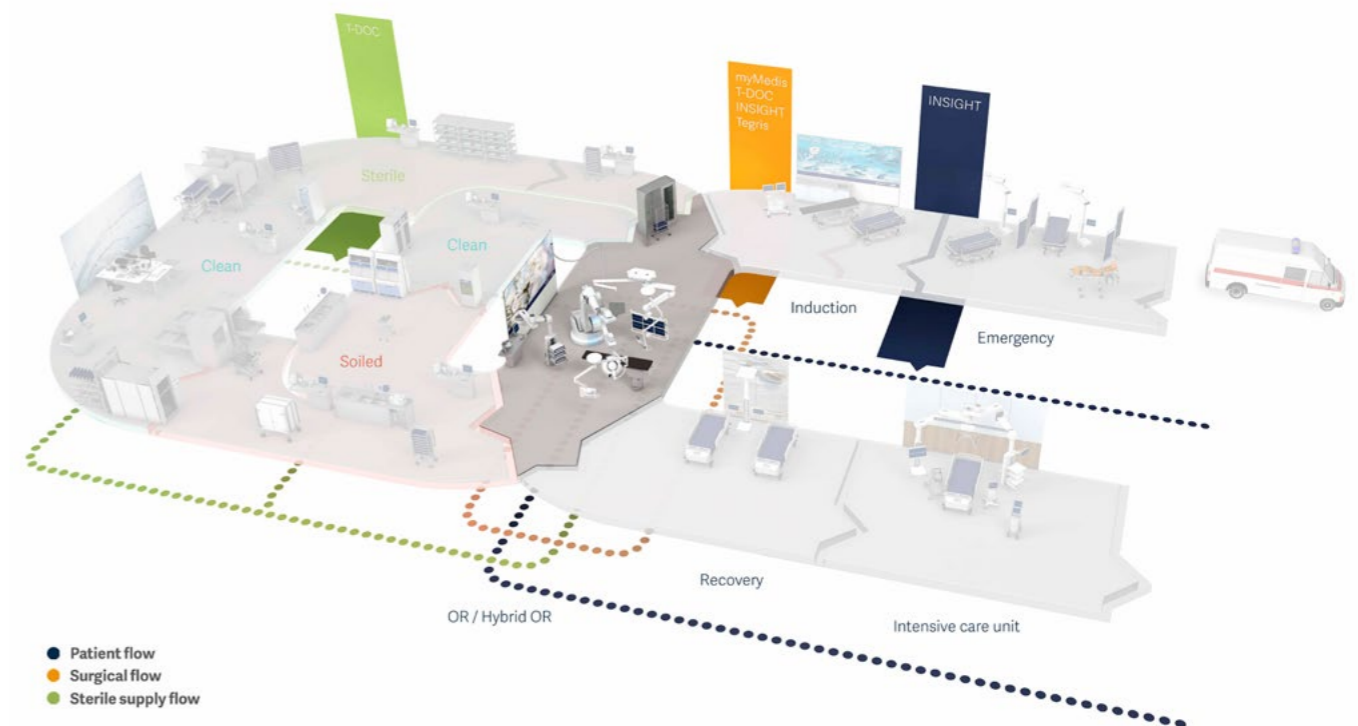 T-DOC
myMedis
T-DOC
INSIGHT
Tegris
INSIGHT
Sterile
Clean
Clean
Soiled
Induction
Emergency
Recovery
OR / Hybrid OR
Intensive care unit
Patient flow
Surgical flow
Sterile supply flow